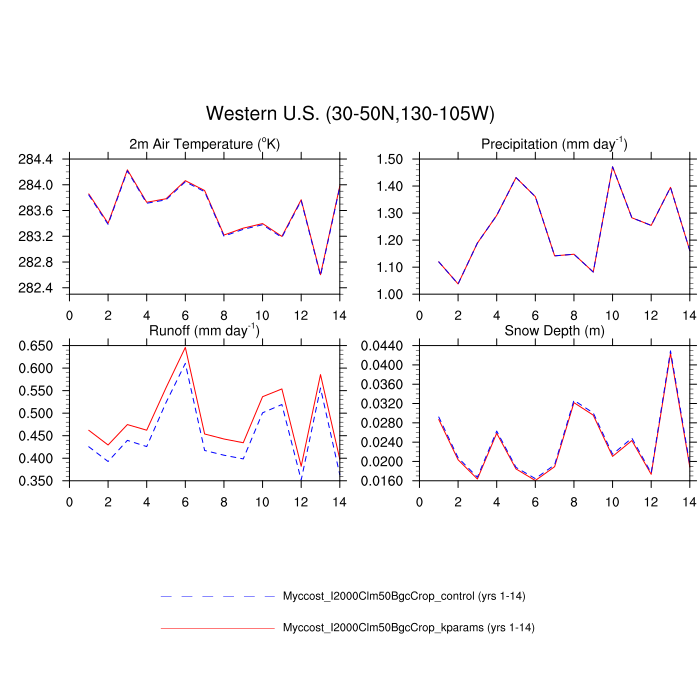 Western U.S. (30-50N,130-105W)
2m Air Temperature (°K)
Precipitation (mm day⁻¹)
284.4
284.0
283.6
283.2
282.8
282.4
0 2 4 6 8 10 12 14
1.50
1.40
1.30
1.20
1.10
1.00
0 2 4 6 8 10 12 14
Runoff (mm day⁻¹)
Snow Depth (m)
0.650
0.600
0.550
0.500
0.450
0.400
0.350
0 2 4 6 8 10 12 14
0.0440
0.0400
0.0360
0.0320
0.0280
0.0240
0.0200
0.0160
0 2 4 6 8 10 12 14
Myccost_I2000Clm50BgcCrop_control (yrs 1-14)
Myccost_I2000Clm50BgcCrop_kparams (yrs 1-14)